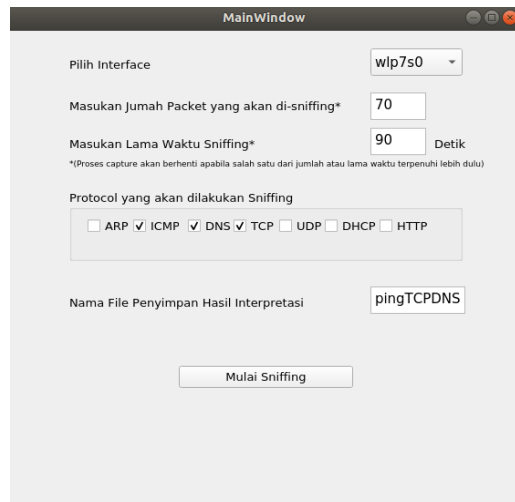 MainWindow
Pilih Interface wlp7s0
Masukan Jumah Packet yang akan di-sniffing* 70
Masukan Lama Waktu Sniffing* 90 Detik
*(Proses capture akan berhenti apabila salah satu dari jumlah atau lama waktu terpenuhi lebih dulu)
Protocol yang akan dilakukan Sniffing
ARP ICMP DNS TCP UDP DHCP HTTP
Nama File Penyimpan Hasil Interpretasi pingTCPDNS
Mulai Sniffing